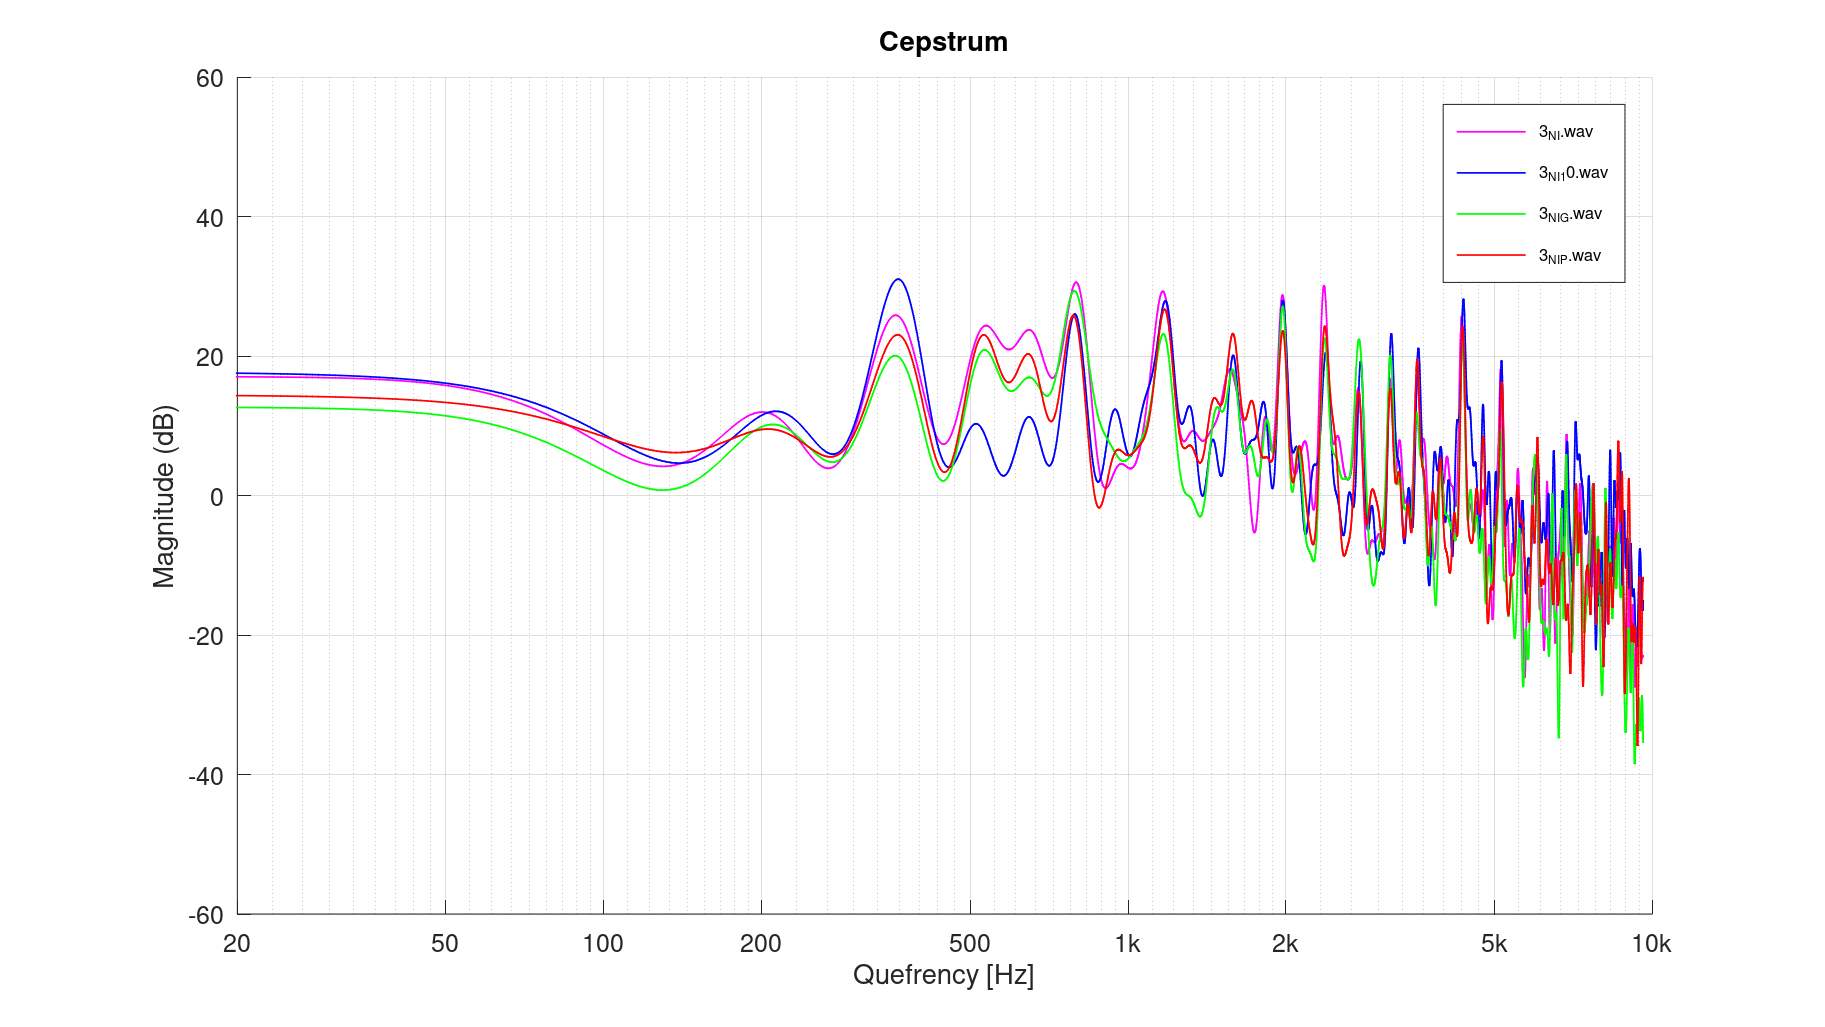 Cepstrum
60
40
20
0
-20
-40
-60
Magnitude (dB)
3NI.wav
3NI10.wav
3NIG.wav
3NIP.wav
20 50 100 200 500 1k 2k 5k 10k
Quefrency [Hz]